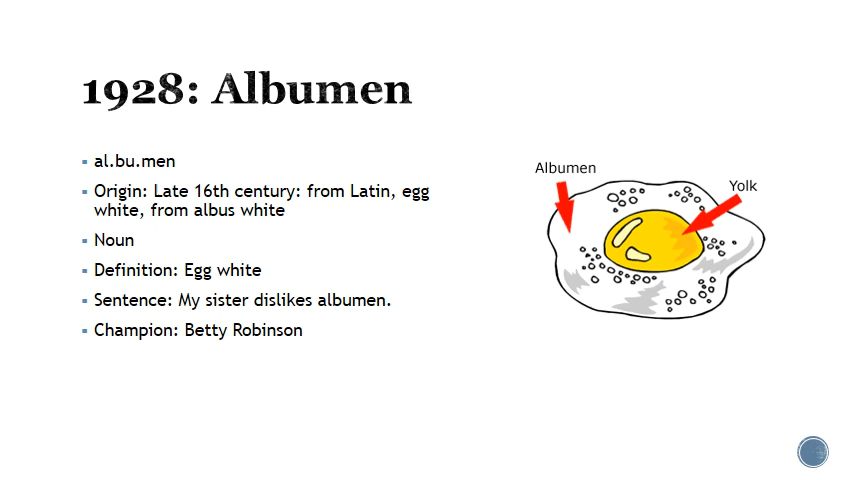 1928: Albumen
al.bu.men
Origin: Late 16th century: from Latin, egg
white, from albus white
Noun
Definition: Egg white
Sentence: My sister dislikes albumen.
Champion: Betty Robinson
Albumen
Yolk